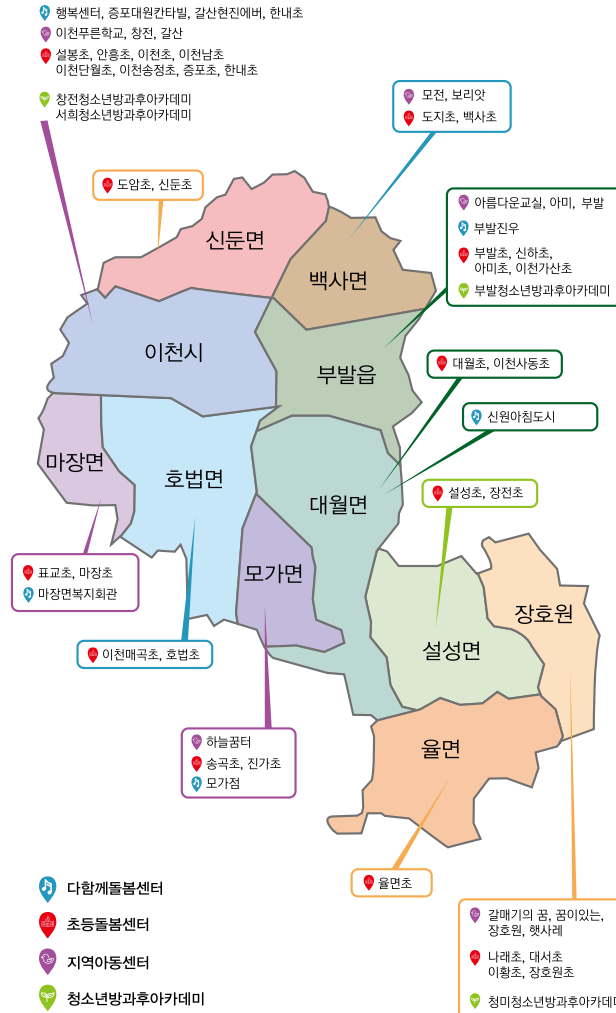 행복센터, 증포대원칸타빌, 갈산현진에버, 한내초
이천푸른학교, 창전, 갈산
설봉초, 안흥초, 이천초, 이천남초
이천단월초, 이천송정초, 증포초, 한내초
창전청소년방과후아카데미
서희청소년방과후아카데미
모전, 보리앗
도지초, 백사초
도암초, 신둔초
아름다운교실, 아미, 부발
부발진우
부발초, 신하초,
아미초, 이천가산초
부발청소년방과후아카데미
신둔면
백사면
이천시
부발읍
대월초, 이천사동초
신원아침도시
마장면
호법면
대월면
설성초, 장전초
모가면
표교초, 마장초
마장면복지회관
장호원
설성면
이천매곡초, 호법초
하늘꿈터
송곡초, 진가초
모가점
율면
율면초
갈매기의 꿈, 꿈이있는,
장호원, 햇사레
나래초, 대서초
이황초, 장호원초
청미청소년방과후아카데
다함께돌봄센터
초등돌봄센터
지역아동센터
청소년방과후아카데미